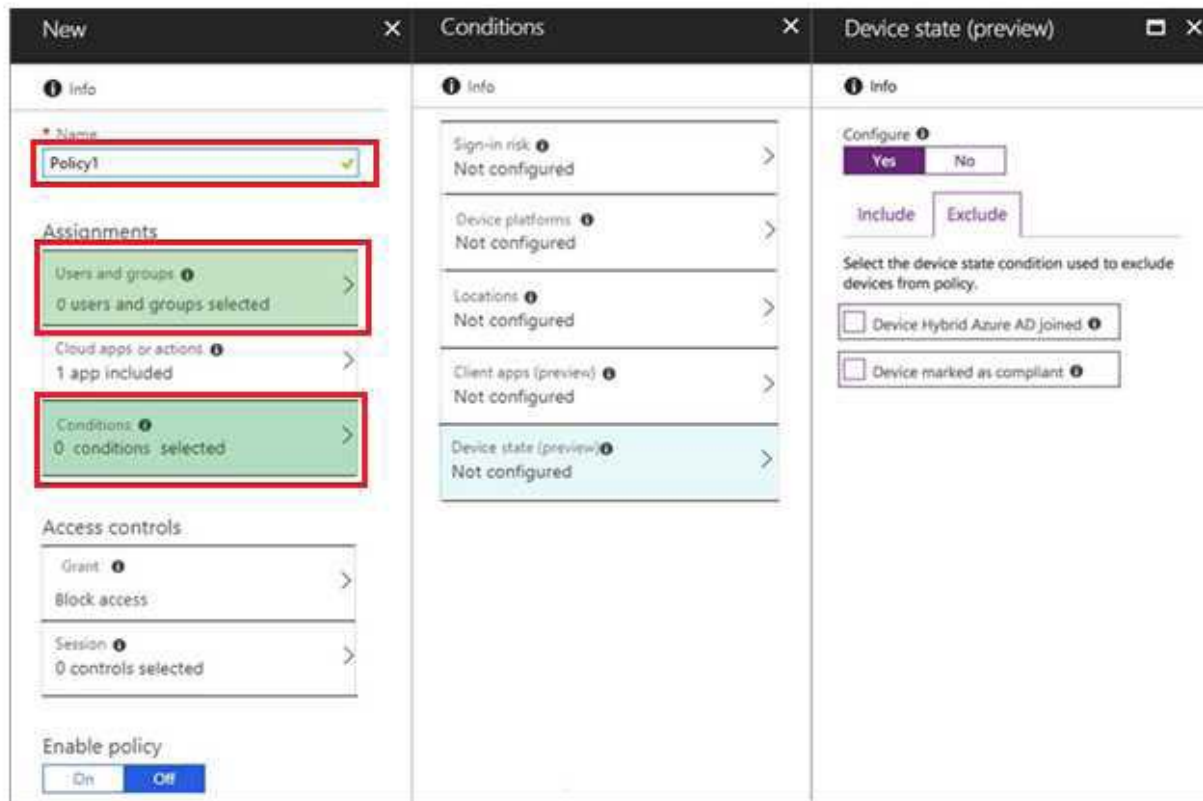 New
Info
* Name
Policy1
Assignments
Users and groups
0 users and groups selected
Cloud apps or actions
1 app included
Conditions
0 conditions selected
Access controls
Grant
Block access
Session
0 controls selected
Enable policy
On Off
Conditions
Info
Sign-in risk
Not configured
Device platforms
Not configured
Locations
Not configured
Client apps (preview)
Not configured
Device state (preview)
Not configured
Device state (preview)
Info
Configure
Yes No
Include Exclude
Select the device state condition used to exclude
devices from policy.
Device Hybrid Azure AD joined
Device marked as compliant